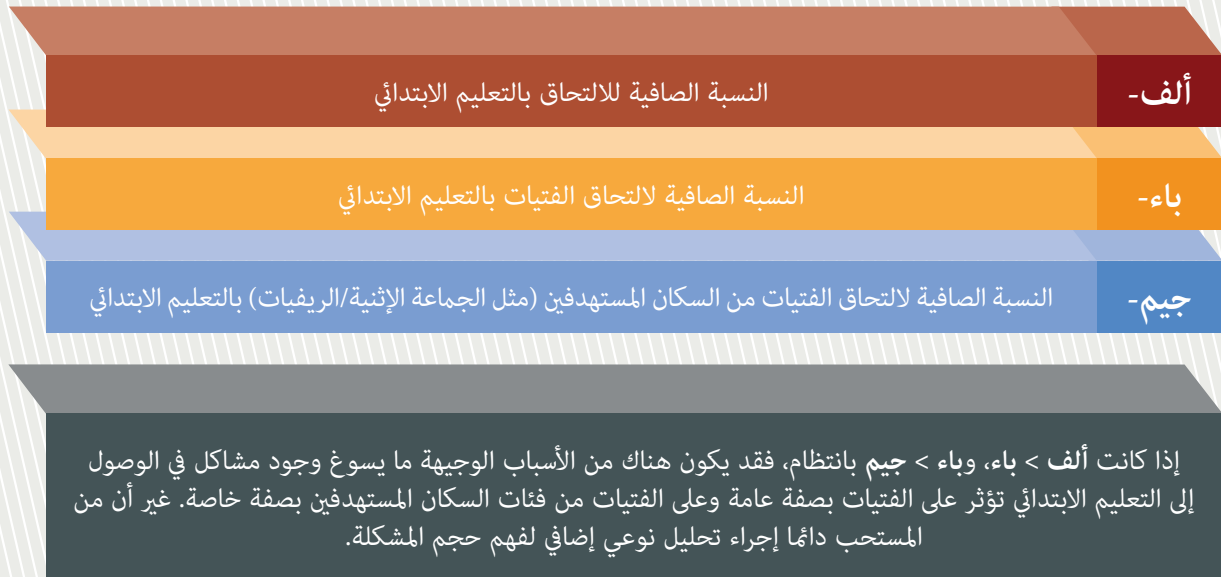 ألف- النسبة الصافية للالتحاق بالتعليم الابتدائي
باء- النسبة الصافية لالتحاق الفتيات بالتعليم الابتدائي
جيم- النسبة الصافية لالتحاق الفتيات من السكان المستهدفين (مثل الجماعة الإثنية/الريفيات) بالتعليم الابتدائي
إذا كانت ألف > باء، وباء > جيم بانتظام، فقد يكون هناك من الأسباب الوجيهة ما يسوغ وجود مشاكل في الوصول
إلى التعليم الابتدائي تؤثر على الفتيات بصفة عامة وعلى الفتيات من فئات السكان المستهدفين بصفة خاصة. غير أن من
المستحب دائمًا إجراء تحليل نوعي إضافي لفهم حجم المشكلة.